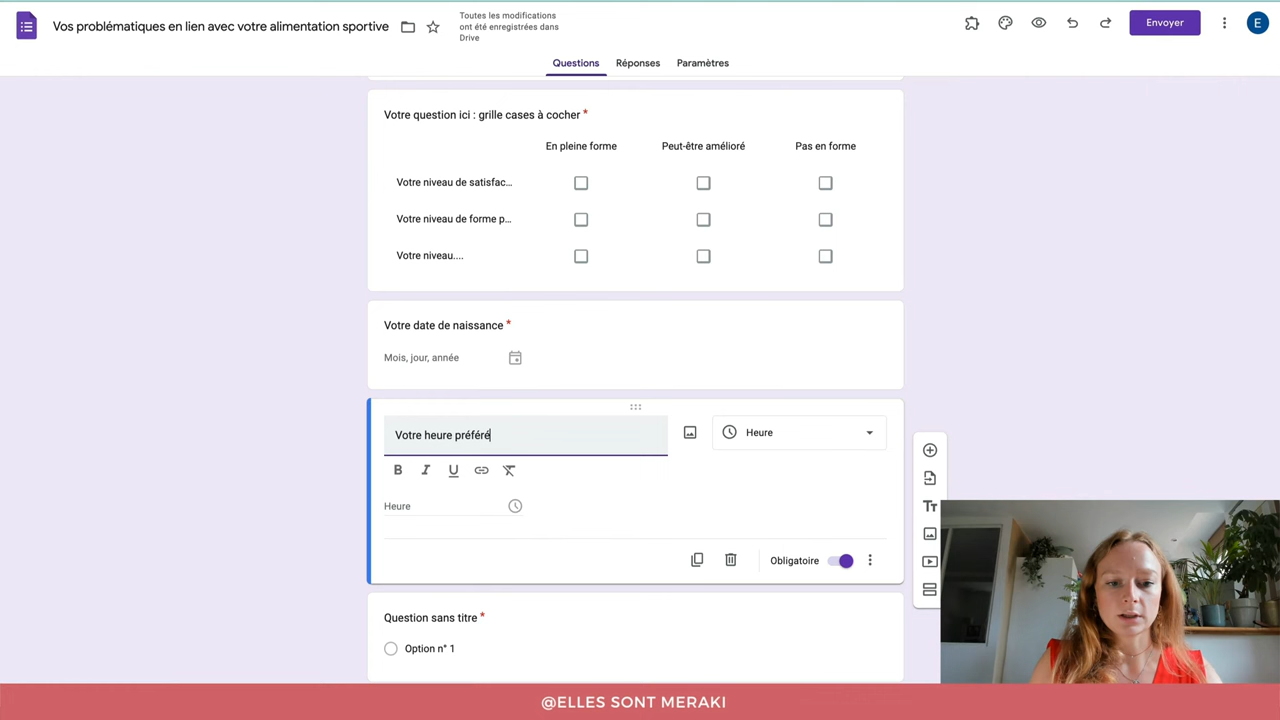 Vos problématiques en lien avec votre alimentation sportive
Toutes les modifications
ont été enregistrées dans
Drive
Envoyer
E
Questions
Réponses
Paramètres
Votre question ici : grille cases à cocher *
En pleine forme
Peut-être amélioré
Pas en forme
Votre niveau de satisfac...
Votre niveau de forme p...
Votre niveau....
Votre date de naissance *
Mois, jour, année
Votre heure préféré
Heure
B I U
Heure
Obligatoire
Tт
Question sans titre *
Option n° 1
@ELLES SONT MERAKI